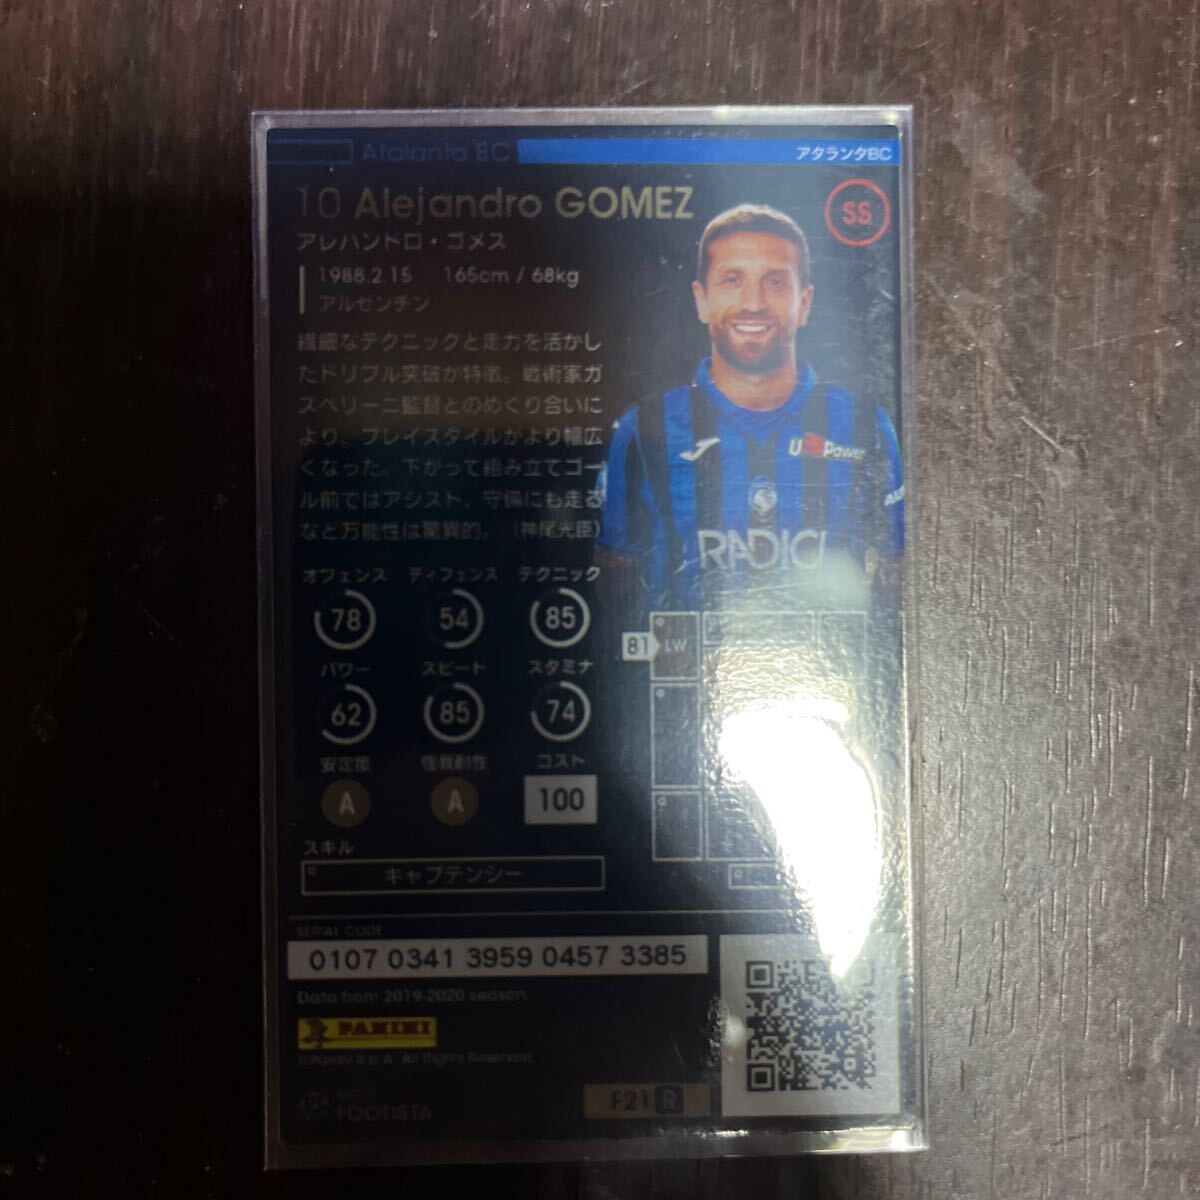 Atalanta BC
アタランタBC
10 Alejandro GOMEZ
SS
アレハンドロ・ゴメス
1988.2.15 165cm / 68kg
アルゼンチン
繊細なテクニックと走力を活かし
たドリブル突破が特徴。戦術家ガ
スペリーニ監督とのめぐり合いに
より、プレイスタイルがより幅広
くなった。下がって組み立てゴー
ル前ではアシスト、守備にも走る
など万能性は驚異的。(神尾光臣)
Power
RADICI
オフェンス ディフェンス テクニック
78 54 85
81 LW
パワー スピード スタミナ
62 85 74
安定度 怪我耐性 コスト
A A 100
スキル
キャプテンシー
SERIAL CODE
0107 0341 3959 0457 3385
Data from 2019-2020 season.
PANINI
©Panini S.p.A. All Rights Reserved.
FOOTISTA
F21 R